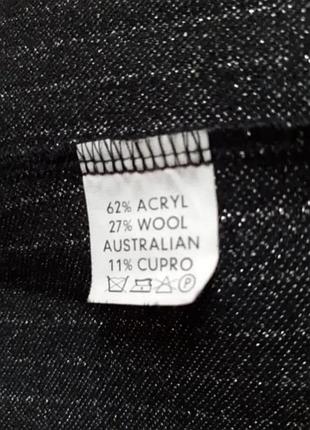 62% ACRYL
27% WOOL
AUSTRALIAN
11% CUPRO
P